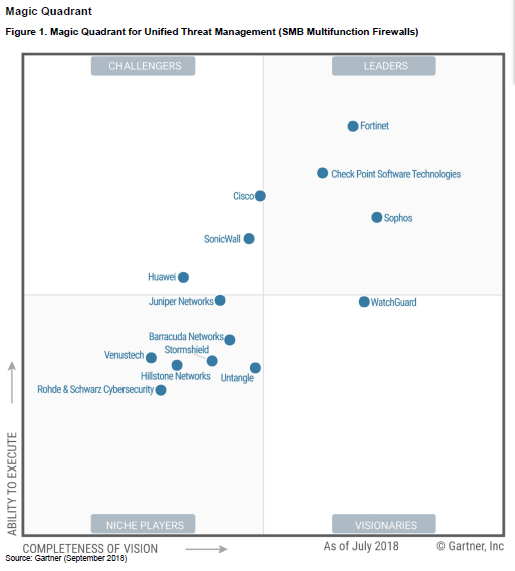 Magic Quadrant
Figure 1. Magic Quadrant for Unified Threat Management (SMB Multifunction Firewalls)
CHALLENGERS
LEADERS
Fortinet
Check Point Software Technologies
Cisco
Sophos
SonicWall
Huawei
Juniper Networks
WatchGuard
Barracuda Networks
Stormshield
Venustech
Hillstone Networks
Untangle
Rohde & Schwarz Cybersecurity
ABILITY TO EXECUTE
NICHE PLAYERS
VISIONARIES
COMPLETENESS OF VISION
As of July 2018
© Gartner, Inc
Source: Gartner (September 2018)